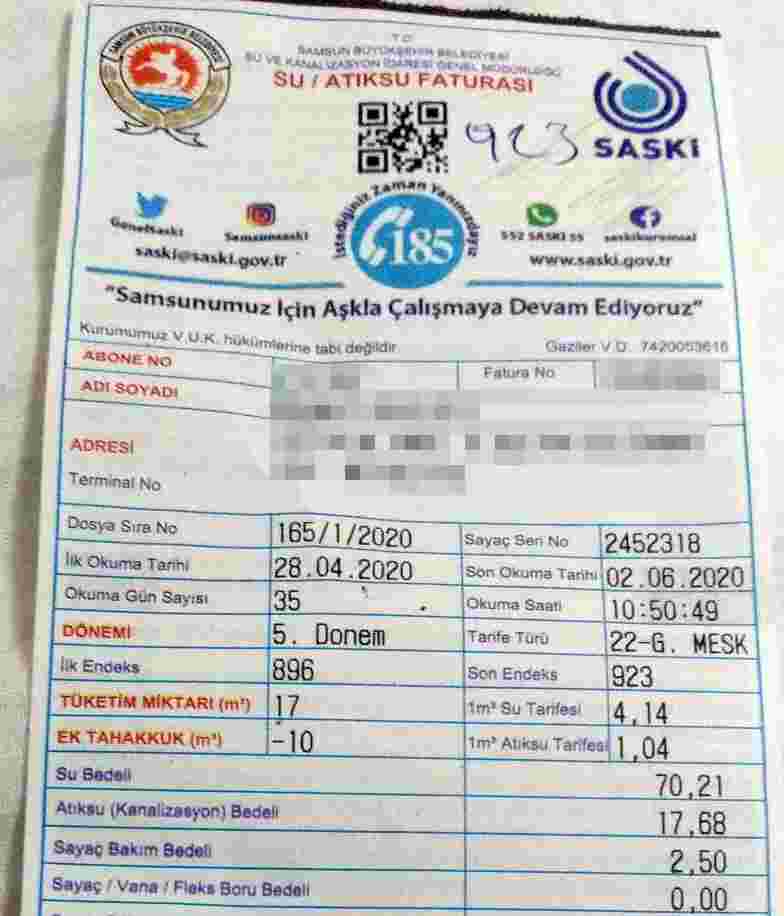 SAMSUN BÜYÜKŞEHİR BELEDİYESİ
T.C.
SAMSUN BÜYÜKŞEHİR BELEDİYESİ
SU VE KANALİZASYON İDARESİ GENEL MÜDÜRLÜĞÜ
SU / ATIKSU FATURASI
923
SASKİ
İstediğiniz Zaman Yanınızdayız
185
GenelSaski
Samsunsaski
552 SASKI 55
saskikurumsal
saski@saski.gov.tr
www.saski.gov.tr
"Samsunumuz İçin Aşkla Çalışmaya Devam Ediyoruz"
Kurumumuz V.U.K. hükümlerine tabi değildir
Gaziler V.D. 7420053616
ABONE NO
Fatura No
ADI SOYADI
ADRESİ
Terminal No
Dosya Sıra No 165/1/2020 Sayaç Seri No 2452318
İlk Okuma Tarihi 28.04.2020 Son Okuma Tarihi 02.06.2020
Okuma Gün Sayısı 35 Okuma Saati 10:50:49
DÖNEMİ 5. Donem Tarife Türü 22-G. MESK
İlk Endeks 896 Son Endeks 923
TÜKETİM MİKTARI (m³) 17 1m³ Su Tarifesi 4,14
EK TAHAKKUK (m³) -10 1m³ Atıksu Tarifesi 1,04
Su Bedeli 70,21
Atıksu (Kanalizasyon) Bedeli 17,68
Sayaç Bakım Bedeli 2,50
Sayaç / Vana / Fleks Boru Bedeli 0,00